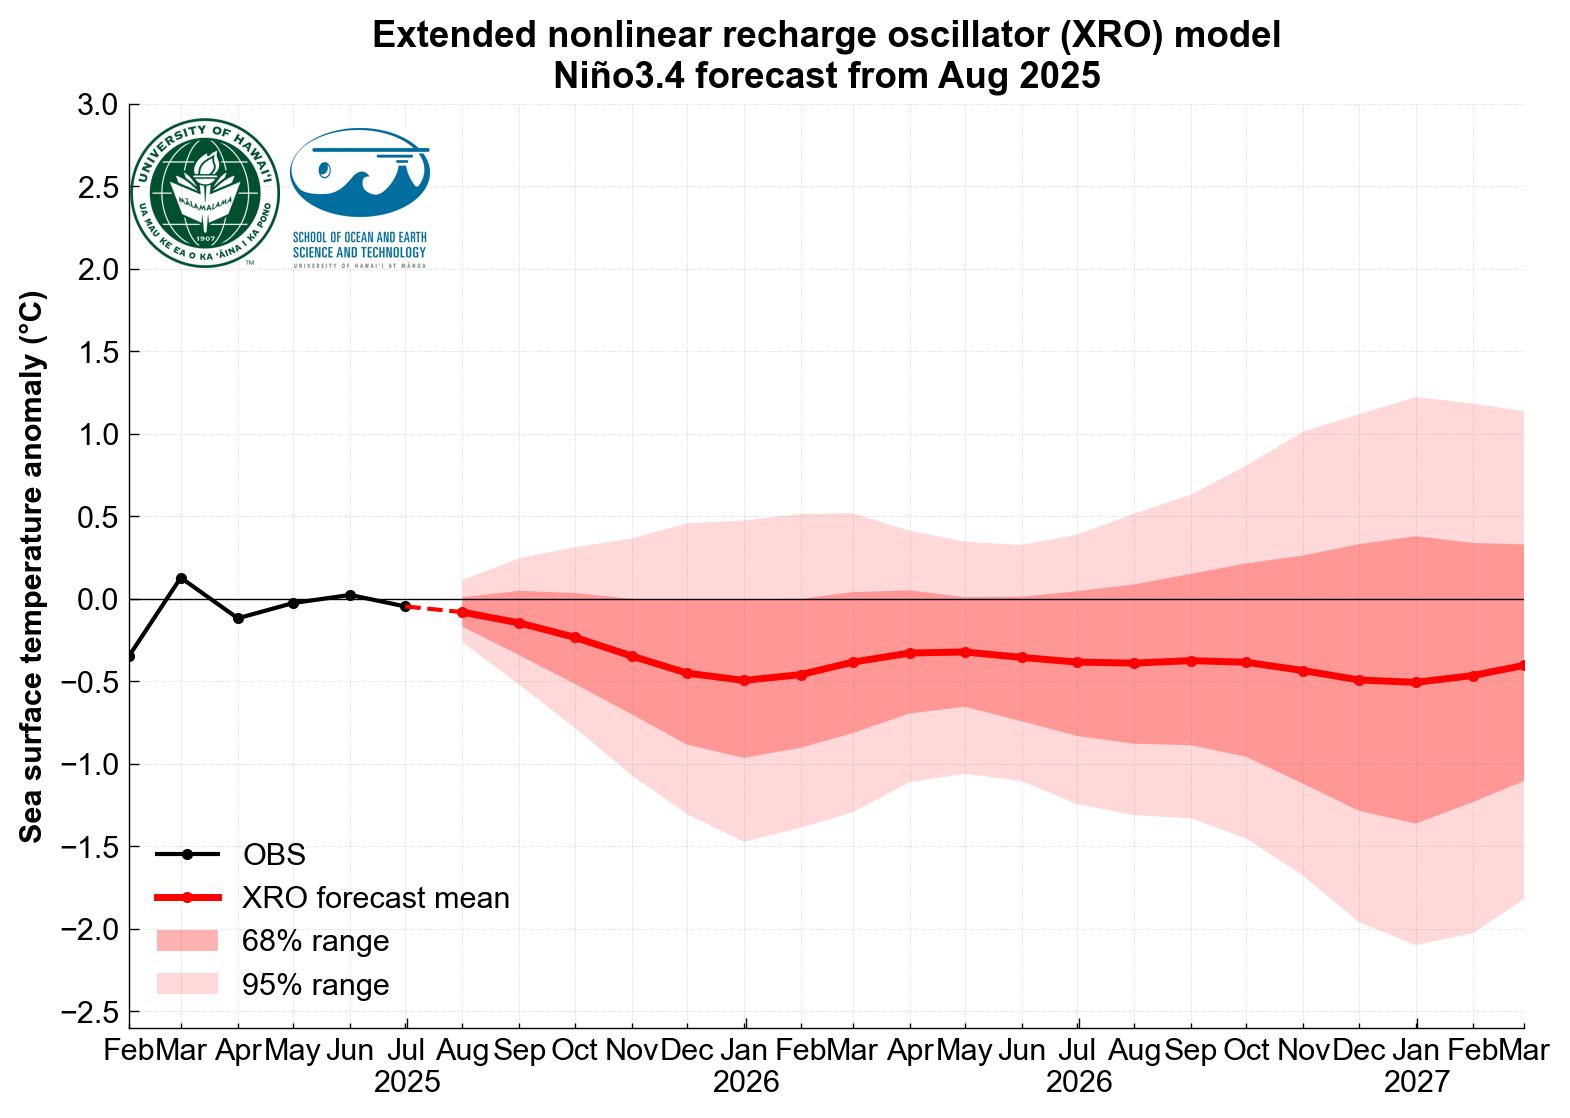 Extended nonlinear recharge oscillator (XRO) model
Niño3.4 forecast from Aug 2025
3.0
2.5
2.0
1.5
1.0
0.5
0.0
−0.5
−1.0
−1.5
−2.0
−2.5
Sea surface temperature anomaly (°C)
UNIVERSITY OF HAWAIʻI
MĀLAMALAMA
1907
UA MAU KE EA O KA ʻĀINA I KA PONO
TM
SCHOOL OF OCEAN AND EARTH
SCIENCE AND TECHNOLOGY
UNIVERSITY OF HAWAIʻI AT MĀNOA
OBS
XRO forecast mean
68% range
95% range
Feb Mar Apr May Jun Jul Aug Sep Oct Nov Dec Jan Feb Mar Apr May Jun Jul Aug Sep Oct Nov Dec Jan Feb Mar
2025 2026 2026 2027